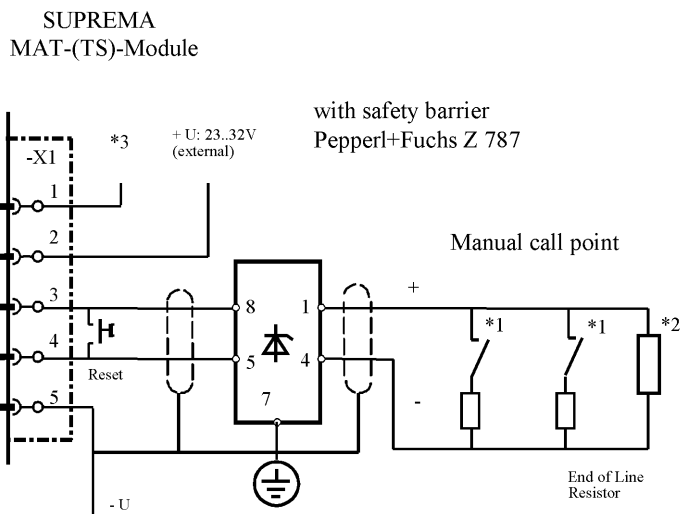 SUPREMA
MAT-(TS)-Module
with safety barrier
Pepperl+Fuchs Z 787
*3
+ U: 23..32V
(external)
-X1
1
2
Manual call point
3
8
1
+
*1
*1
*2
4
Reset
5
4
5
7
-
End of Line
Resistor
- U